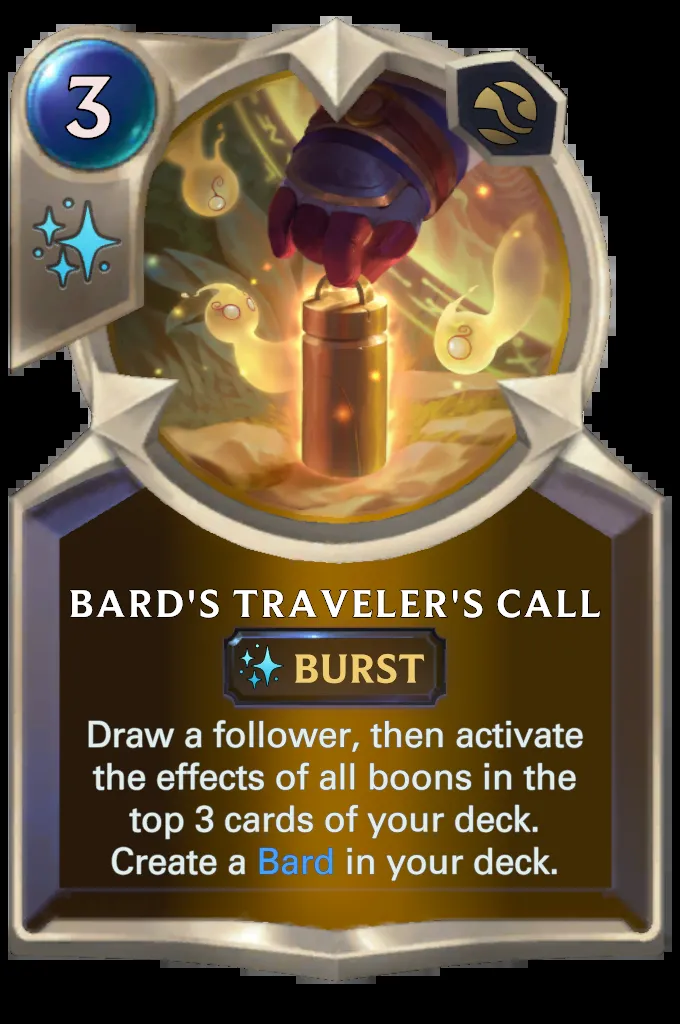 3
BARD'S TRAVELER'S CALL
BURST
Draw a follower, then activate
the effects of all boons in the
top 3 cards of your deck.
Create a Bard in your deck.